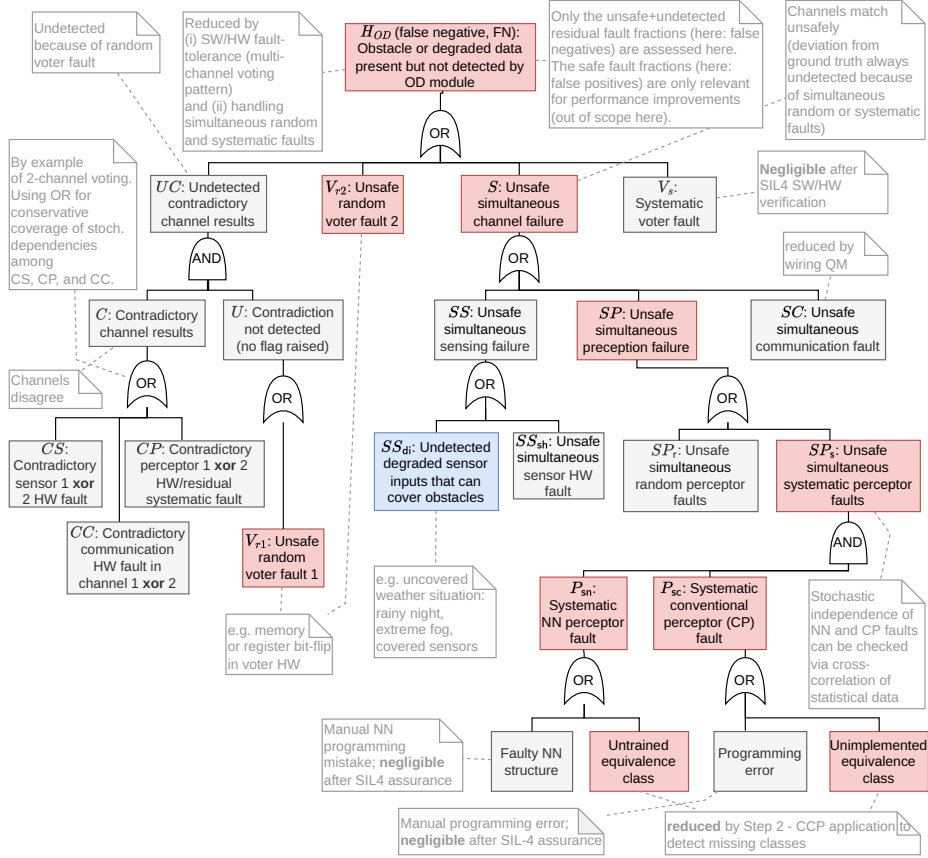 Undetected
because of random
voter fault
Reduced by
(i) SW/HW fault-
tolerance (multi-
channel voting
pattern)
and (ii) handling
simultaneous random
and systematic faults
H_OD (false negative, FN):
Obstacle or degraded data
present but not detected by
OD module
Only the unsafe+undetected
residual fault fractions (here: false
negatives) are assessed here.
The safe fault fractions (here:
false positives) are only relevant
for performance improvements
(out of scope here).
Channels match
unsafely
(deviation from
ground truth always
undetected because
of simultaneous
random or systematic
faults)
OR
By example
of 2-channel voting.
Using OR for
conservative
coverage of stoch.
dependencies
among
CS, CP, and CC.
UC: Undetected
contradictory
channel results
V_r2: Unsafe
random
voter fault 2
S: Unsafe
simultaneous
channel failure
V_s:
Systematic
voter fault
Negligible after
SIL4 SW/HW
verification
AND
OR
reduced by
wiring QM
C: Contradictory
channel results
U: Contradiction
not detected
(no flag raised)
SS: Unsafe
simultaneous
sensing failure
SP: Unsafe
simultaneous
preception failure
SC: Unsafe
simultaneous
communication fault
Channels
disagree
OR
OR
OR
OR
CS:
Contradictory
sensor 1 xor
2 HW fault
CP: Contradictory
perceptor 1 xor 2
HW/residual
systematic fault
SS_di: Undetected
degraded sensor
inputs that can
cover obstacles
SS_sh: Unsafe
simultaneous
sensor HW
fault
SP_r: Unsafe
simultaneous
random perceptor
faults
SP_s: Unsafe
simultaneous
systematic perceptor
faults
CC: Contradictory
communication
HW fault in
channel 1 xor 2
V_r1: Unsafe
random
voter fault 1
AND
e.g. memory
or register bit-flip
in voter HW
e.g. uncovered
weather situation:
rainy night,
extreme fog,
covered sensors
P_sn:
Systematic
NN perceptor
fault
P_sc: Systematic
conventional
perceptor (CP)
fault
Stochastic
independence of
NN and CP faults
can be checked
via cross-
correlation of
statistical data
OR
OR
Manual NN
programming
mistake; negligible
after SIL4 assurance
Faulty NN
structure
Untrained
equivalence
class
Programming
error
Unimplemented
equivalence
class
Manual programming error;
negligible after SIL-4 assurance
reduced by Step 2 - CCP application to
detect missing classes